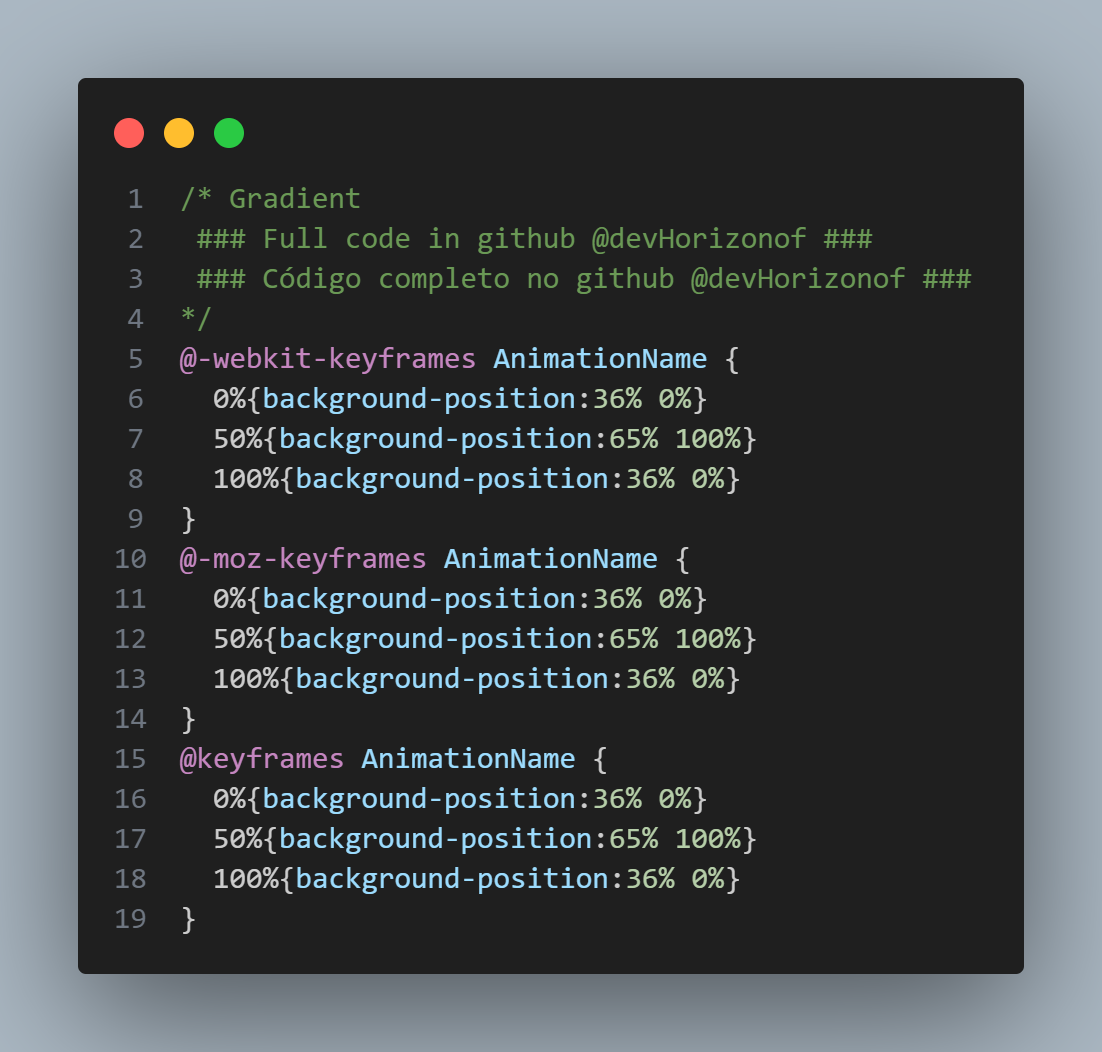 1 /* Gradient
2  ### Full code in github @devHorizonof ###
3  ### Código completo no github @devHorizonof ###
4 */
5 @-webkit-keyframes AnimationName {
6   0%{background-position:36% 0%}
7   50%{background-position:65% 100%}
8   100%{background-position:36% 0%}
9 }
10 @-moz-keyframes AnimationName {
11   0%{background-position:36% 0%}
12   50%{background-position:65% 100%}
13   100%{background-position:36% 0%}
14 }
15 @keyframes AnimationName {
16   0%{background-position:36% 0%}
17   50%{background-position:65% 100%}
18   100%{background-position:36% 0%}
19 }